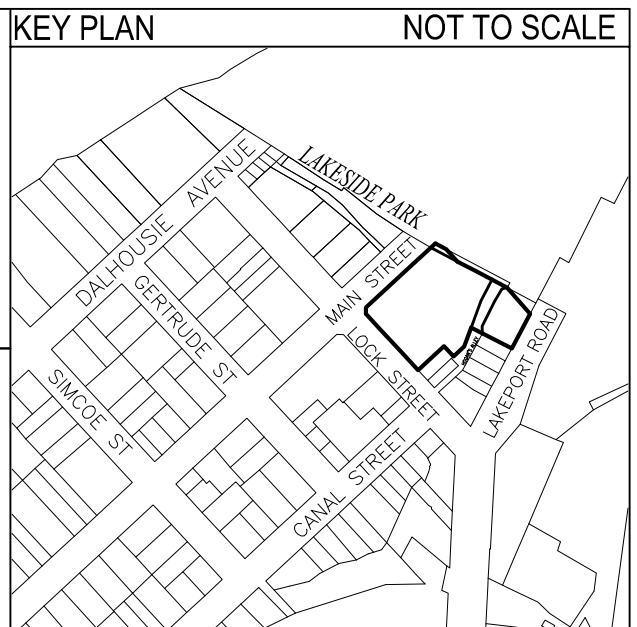 KEY PLAN
NOT TO SCALE
LAKESIDE PARK
DALHOUSIE AVENUE
MAIN STREET
GERTRUDE ST
LOCK STREET
LAKEPORT ROAD
SIMCOE ST
CANAL STREET